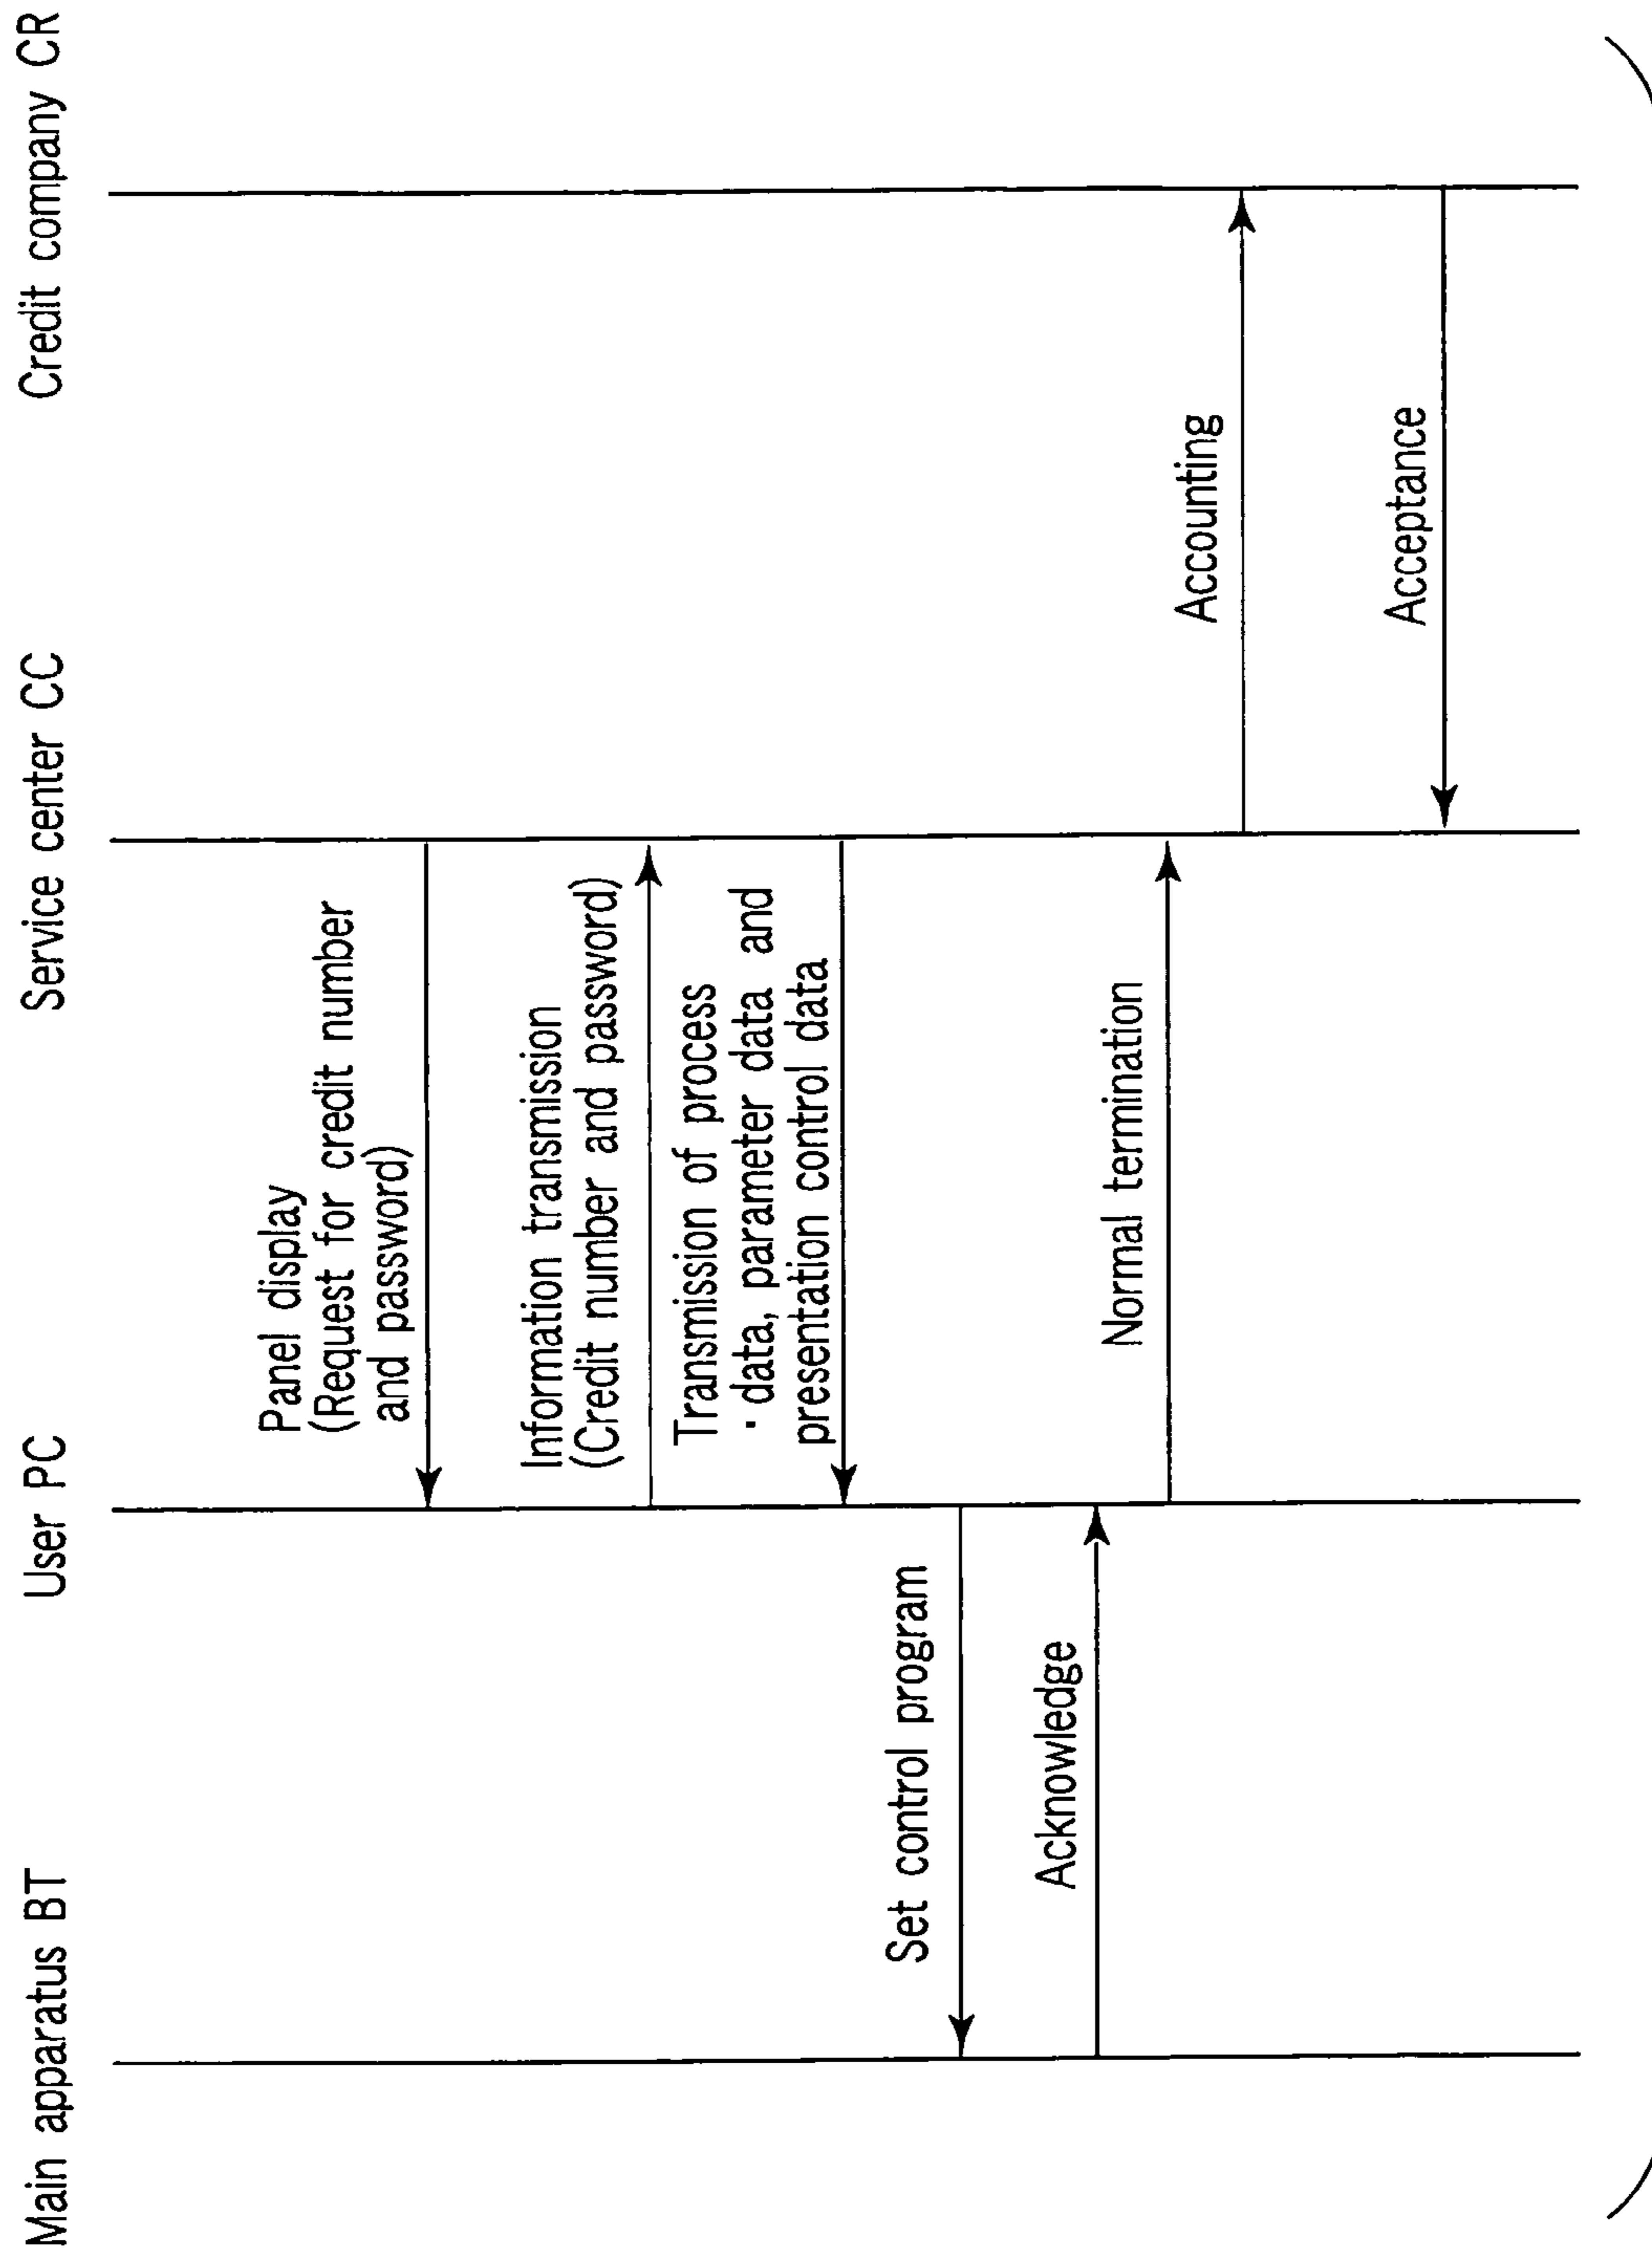 Main apparatus BT
User PC
Service center CC
Credit company CR
Panel display
(Request for credit number
and password)
Information transmission
(Credit number and password)
Transmission of process
· data, parameter data and
presentation control data
Set control program
Acknowledge
Normal termination
Accounting
Acceptance